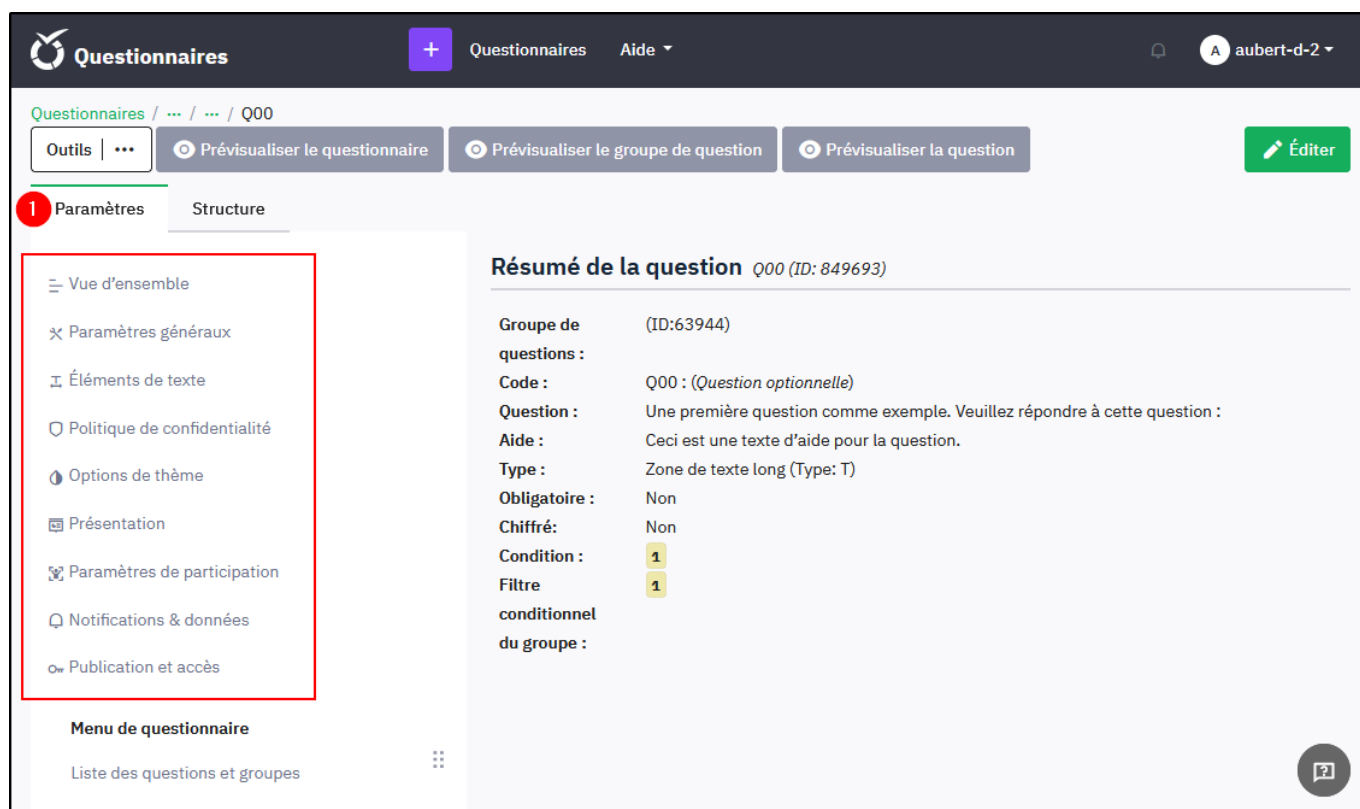 Questionnaires
+ Questionnaires Aide
A aubert-d-2
Questionnaires / ... / ... / Q00
Outils | ...
Prévisualiser le questionnaire
Prévisualiser le groupe de question
Prévisualiser la question
Éditer
1 Paramètres Structure
Vue d'ensemble
Paramètres généraux
Éléments de texte
Politique de confidentialité
Options de thème
Présentation
Paramètres de participation
Notifications & données
Publication et accès
Menu de questionnaire
Liste des questions et groupes
Résumé de la question Q00 (ID: 849693)
Groupe de (ID:63944)
questions :
Code : Q00 : (Question optionnelle)
Question : Une première question comme exemple. Veuillez répondre à cette question :
Aide : Ceci est une texte d'aide pour la question.
Type : Zone de texte long (Type: T)
Obligatoire : Non
Chiffré: Non
Condition : 1
Filtre 1
conditionnel
du groupe :
?